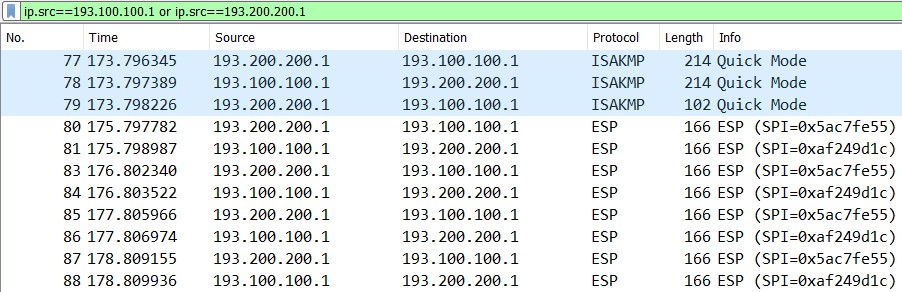 ip.src==193.100.100.1 or ip.src==193.200.200.1
No. Time Source Destination Protocol Length Info
77 173.796345 193.200.200.1 193.100.100.1 ISAKMP 214 Quick Mode
78 173.797389 193.200.200.1 193.100.100.1 ISAKMP 214 Quick Mode
79 173.798226 193.200.200.1 193.100.100.1 ISAKMP 102 Quick Mode
80 175.797782 193.200.200.1 193.100.100.1 ESP 166 ESP (SPI=0x5ac7fe55)
81 175.798987 193.100.100.1 193.200.200.1 ESP 166 ESP (SPI=0xaf249d1c)
83 176.802340 193.200.200.1 193.100.100.1 ESP 166 ESP (SPI=0x5ac7fe55)
84 176.803522 193.100.100.1 193.200.200.1 ESP 166 ESP (SPI=0xaf249d1c)
85 177.805966 193.200.200.1 193.100.100.1 ESP 166 ESP (SPI=0x5ac7fe55)
86 177.806974 193.100.100.1 193.200.200.1 ESP 166 ESP (SPI=0xaf249d1c)
87 178.809155 193.200.200.1 193.100.100.1 ESP 166 ESP (SPI=0x5ac7fe55)
88 178.809936 193.100.100.1 193.200.200.1 ESP 166 ESP (SPI=0xaf249d1c)